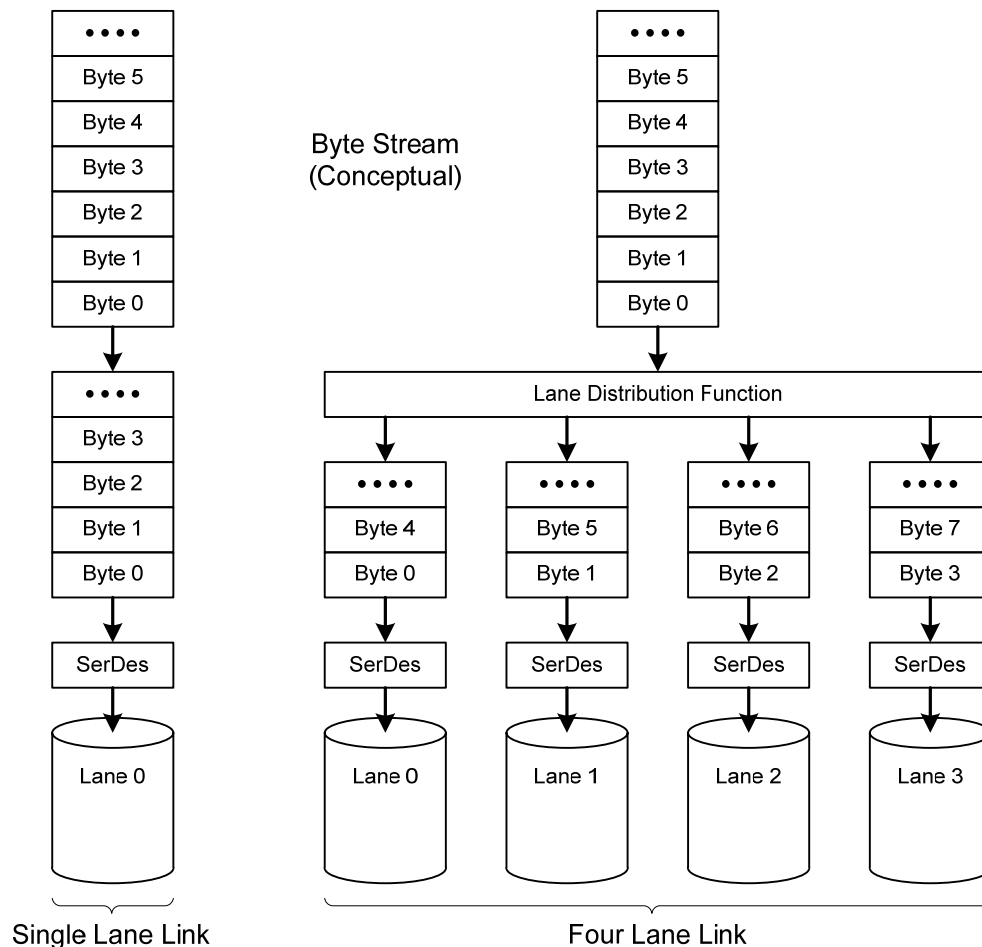 ••••
Byte 5
Byte 4
Byte 3
Byte 2
Byte 1
Byte 0
••••
Byte 3
Byte 2
Byte 1
Byte 0
SerDes
Lane 0
Single Lane Link
Byte Stream
(Conceptual)
••••
Byte 5
Byte 4
Byte 3
Byte 2
Byte 1
Byte 0
Lane Distribution Function
•••• •••• •••• ••••
Byte 4 Byte 5 Byte 6 Byte 7
Byte 0 Byte 1 Byte 2 Byte 3
SerDes SerDes SerDes SerDes
Lane 0 Lane 1 Lane 2 Lane 3
Four Lane Link